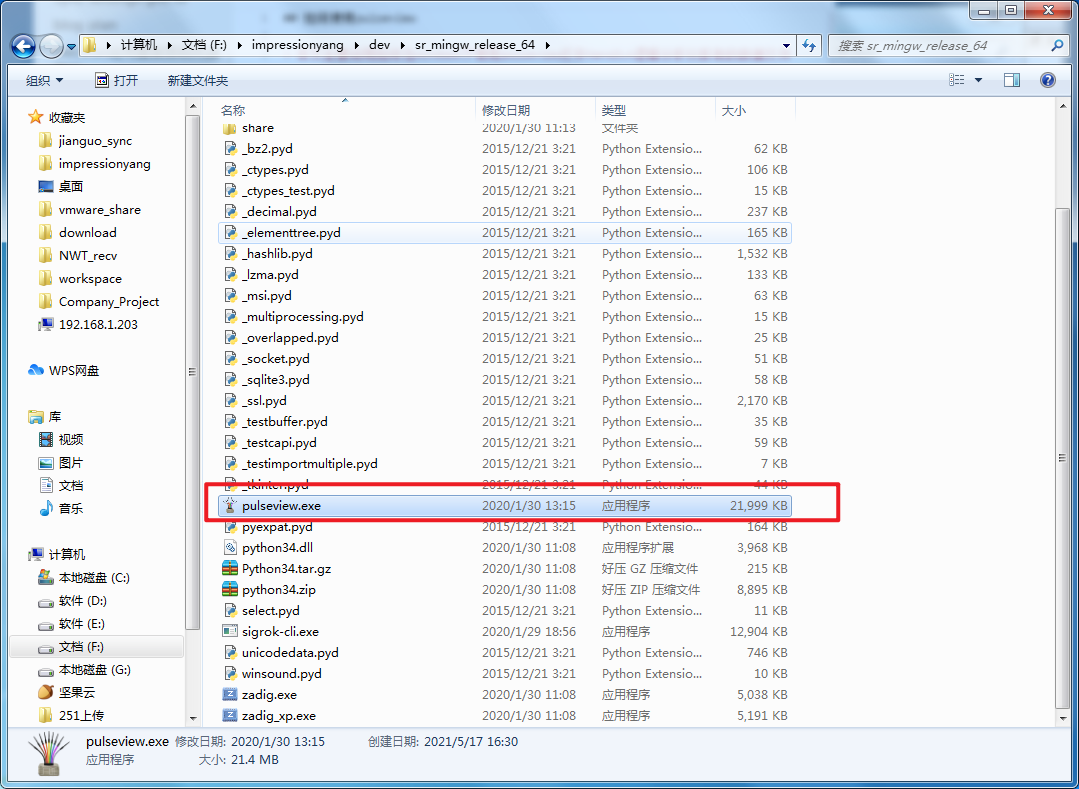 计算机 文档 (F:) impressionyang dev sr_mingw_release_64
搜索 sr_mingw_release_64
组织 打开 新建文件夹
收藏夹
jianguo_sync
impressionyang
桌面
vmware_share
download
NWT_recv
workspace
Company_Project
192.168.1.203
WPS网盘
库
视频
图片
文档
音乐
计算机
本地磁盘 (C:)
软件 (D:)
软件 (E:)
文档 (F:)
本地磁盘 (G:)
坚果云
251上传
名称 修改日期 类型 大小
share 2020/1/30 11:13 文件夹
_bz2.pyd 2015/12/21 3:21 Python Extensio... 62 KB
_ctypes.pyd 2015/12/21 3:21 Python Extensio... 106 KB
_ctypes_test.pyd 2015/12/21 3:21 Python Extensio... 15 KB
_decimal.pyd 2015/12/21 3:21 Python Extensio... 237 KB
_elementtree.pyd 2015/12/21 3:21 Python Extensio... 165 KB
_hashlib.pyd 2015/12/21 3:21 Python Extensio... 1,532 KB
_lzma.pyd 2015/12/21 3:21 Python Extensio... 133 KB
_msi.pyd 2015/12/21 3:21 Python Extensio... 63 KB
_multiprocessing.pyd 2015/12/21 3:21 Python Extensio... 15 KB
_overlapped.pyd 2015/12/21 3:21 Python Extensio... 25 KB
_socket.pyd 2015/12/21 3:21 Python Extensio... 51 KB
_sqlite3.pyd 2015/12/21 3:21 Python Extensio... 58 KB
_ssl.pyd 2015/12/21 3:21 Python Extensio... 2,170 KB
_testbuffer.pyd 2015/12/21 3:21 Python Extensio... 35 KB
_testcapi.pyd 2015/12/21 3:21 Python Extensio... 59 KB
_testimportmultiple.pyd 2015/12/21 3:21 Python Extensio... 7 KB
_tkinter.pyd 2015/12/21 3:21 Python Extensio... 44 KB
pulseview.exe 2020/1/30 13:15 应用程序 21,999 KB
pyexpat.pyd 2015/12/21 3:21 Python Extensio... 164 KB
python34.dll 2020/1/30 11:08 应用程序扩展 3,968 KB
Python34.tar.gz 2020/1/30 11:08 好压 GZ 压缩文件 215 KB
python34.zip 2020/1/30 11:08 好压 ZIP 压缩文件 8,895 KB
select.pyd 2015/12/21 3:21 Python Extensio... 11 KB
sigrok-cli.exe 2020/1/29 18:56 应用程序 12,904 KB
unicodedata.pyd 2015/12/21 3:21 Python Extensio... 746 KB
winsound.pyd 2015/12/21 3:21 Python Extensio... 10 KB
zadig.exe 2020/1/30 11:08 应用程序 5,038 KB
zadig_xp.exe 2020/1/30 11:08 应用程序 5,191 KB
pulseview.exe 修改日期: 2020/1/30 13:15 创建日期: 2021/5/17 16:30
应用程序 大小: 21.4 MB